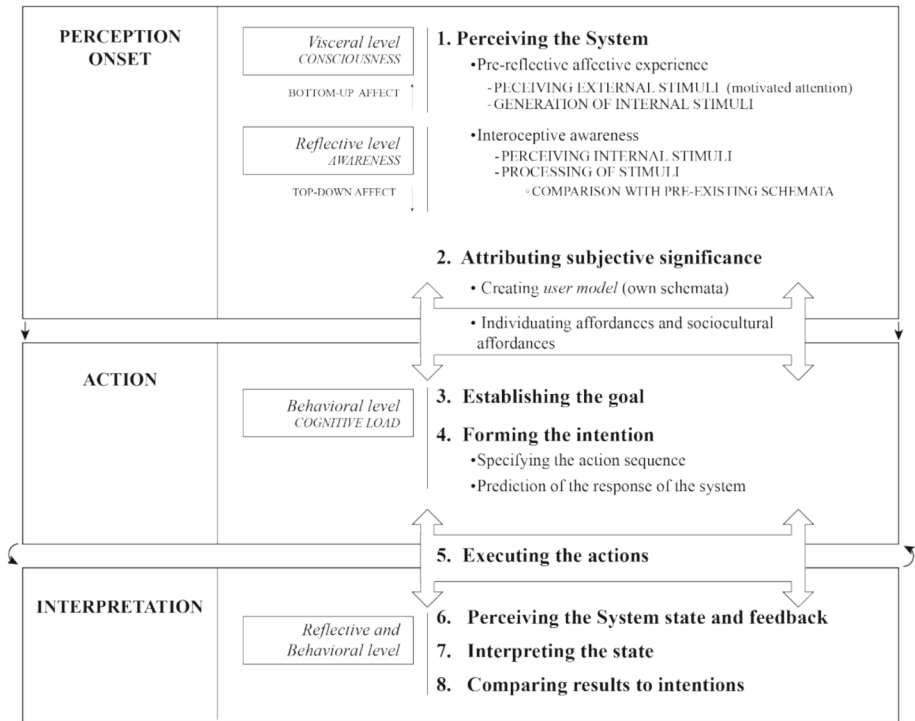 PERCEPTION
ONSET
Visceral level
CONSCIOUSNESS
BOTTOM-UP AFFECT
Reflective level
AWARENESS
TOP-DOWN AFFECT
1. Perceiving the System
•Pre-reflective affective experience
-PECEIVING EXTERNAL STIMULI (motivated attention)
-GENERATION OF INTERNAL STIMULI
•Interoceptive awareness
-PERCEIVING INTERNAL STIMULI
-PROCESSING OF STIMULI
◦ COMPARISON WITH PRE-EXISTING SCHEMATA
2. Attributing subjective significance
• Creating user model (own schemata)
• Individuating affordances and sociocultural
affordances
ACTION
Behavioral level
COGNITIVE LOAD
3. Establishing the goal
4. Forming the intention
•Specifying the action sequence
•Prediction of the response of the system
5. Executing the actions
INTERPRETATION
Reflective and
Behavioral level
6. Perceiving the System state and feedback
7. Interpreting the state
8. Comparing results to intentions